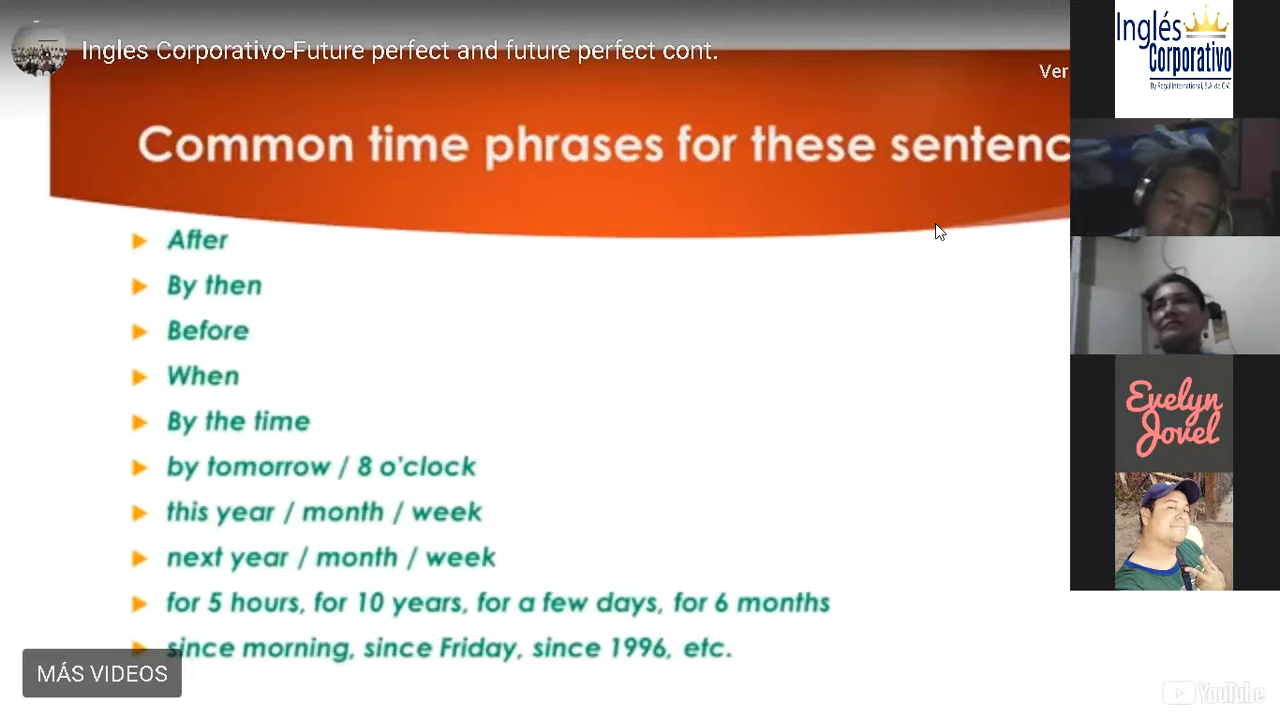 Ingles Corporativo-Future perfect and future perfect cont.
Ver
Common time phrases for these sentenc
After
By then
Before
When
By the time
by tomorrow / 8 o'clock
this year / month / week
next year / month / week
for 5 hours, for 10 years, for a few days, for 6 months
since morning, since Friday, since 1996, etc.
MÁS VIDEOS
YouTube
Inglés
Corporativo
By Regal International, S.A. de C.V.
Evelyn
Jovel